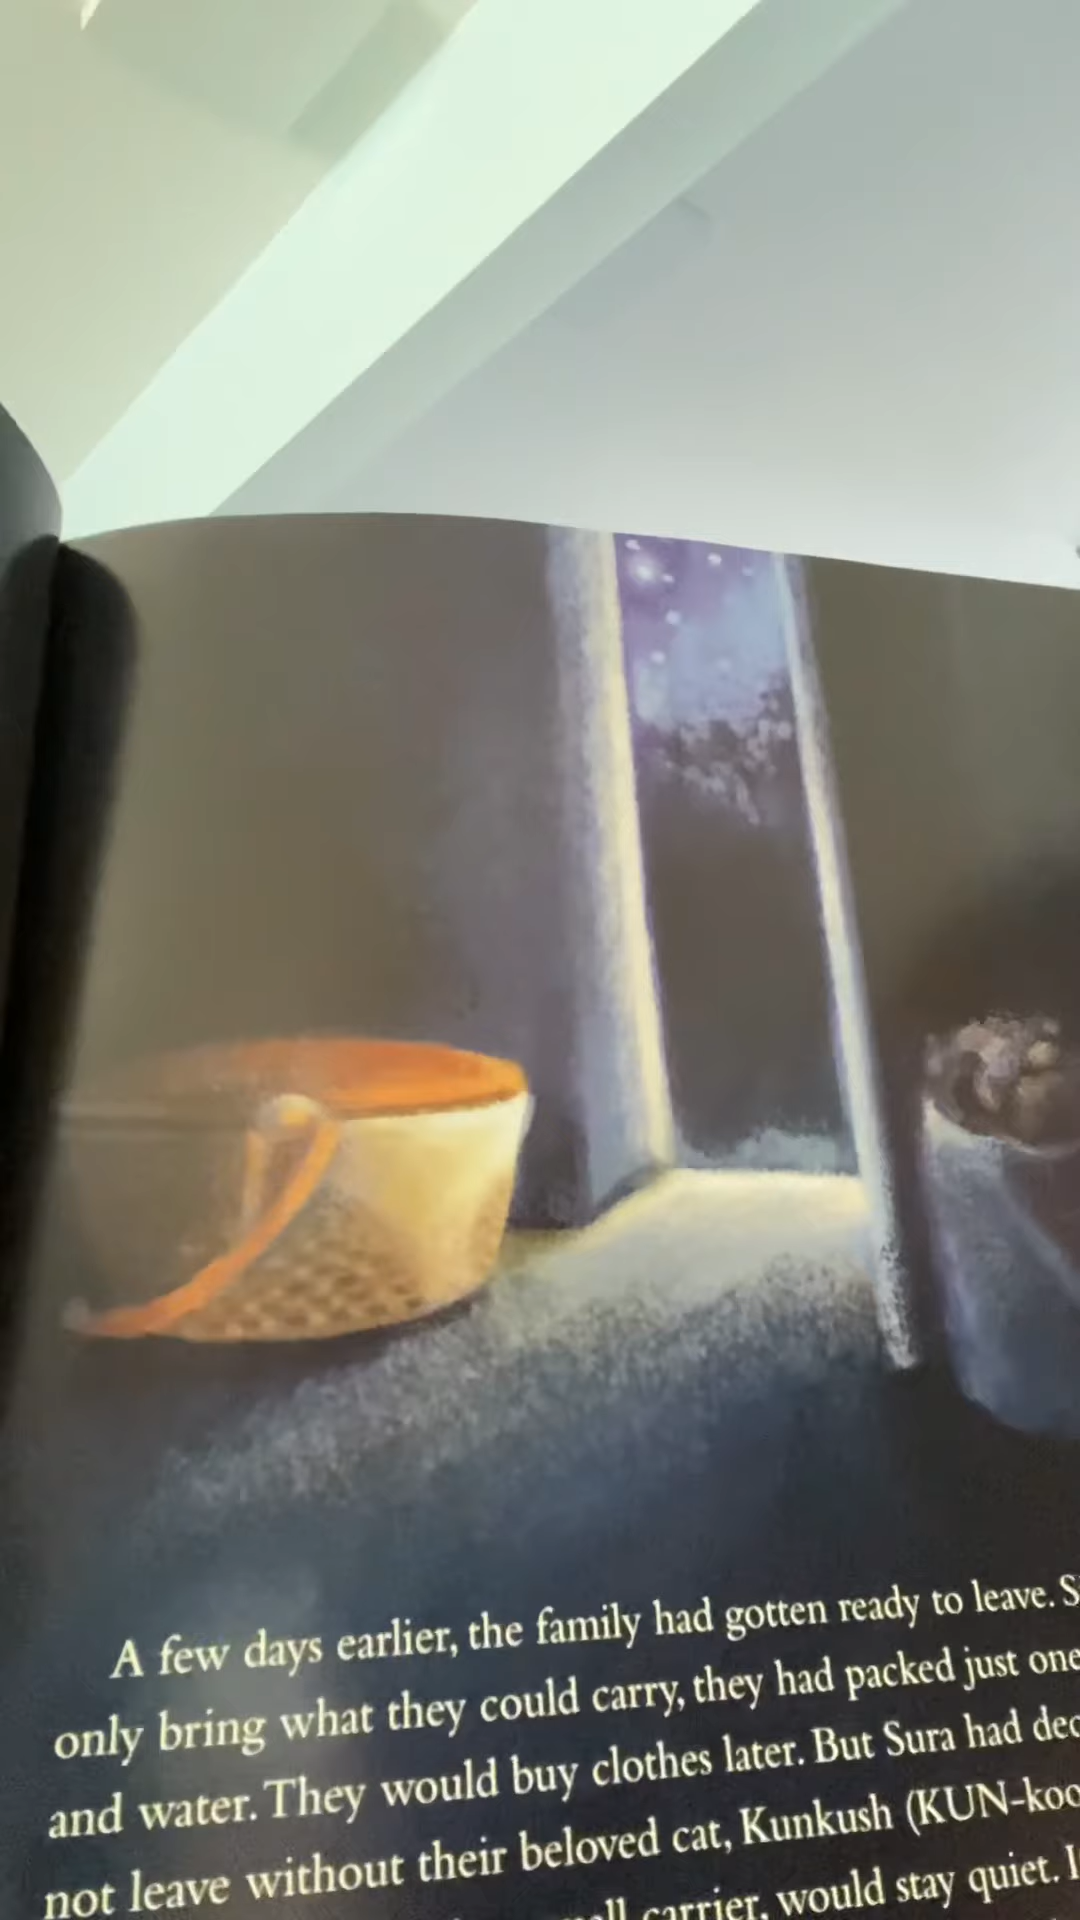 A few days earlier, the family had gotten ready to leave.
only bring what they could carry, they had packed just one
and water. They would buy clothes later. But Sura had
not leave without their beloved cat, Kunkush (KUN-koo
carrier, would stay quiet.